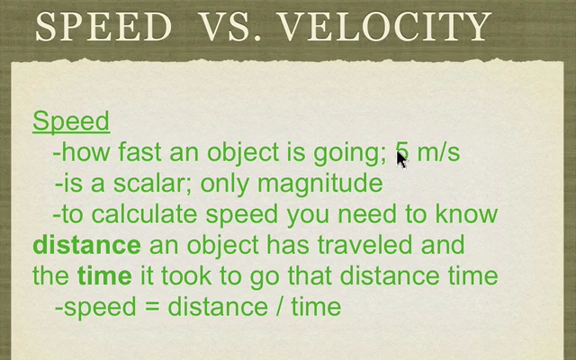 SPEED VS. VELOCITY
Speed
-how fast an object is going; 5 m/s
-is a scalar; only magnitude
-to calculate speed you need to know
distance an object has traveled and
the time it took to go that distance time
-speed = distance / time